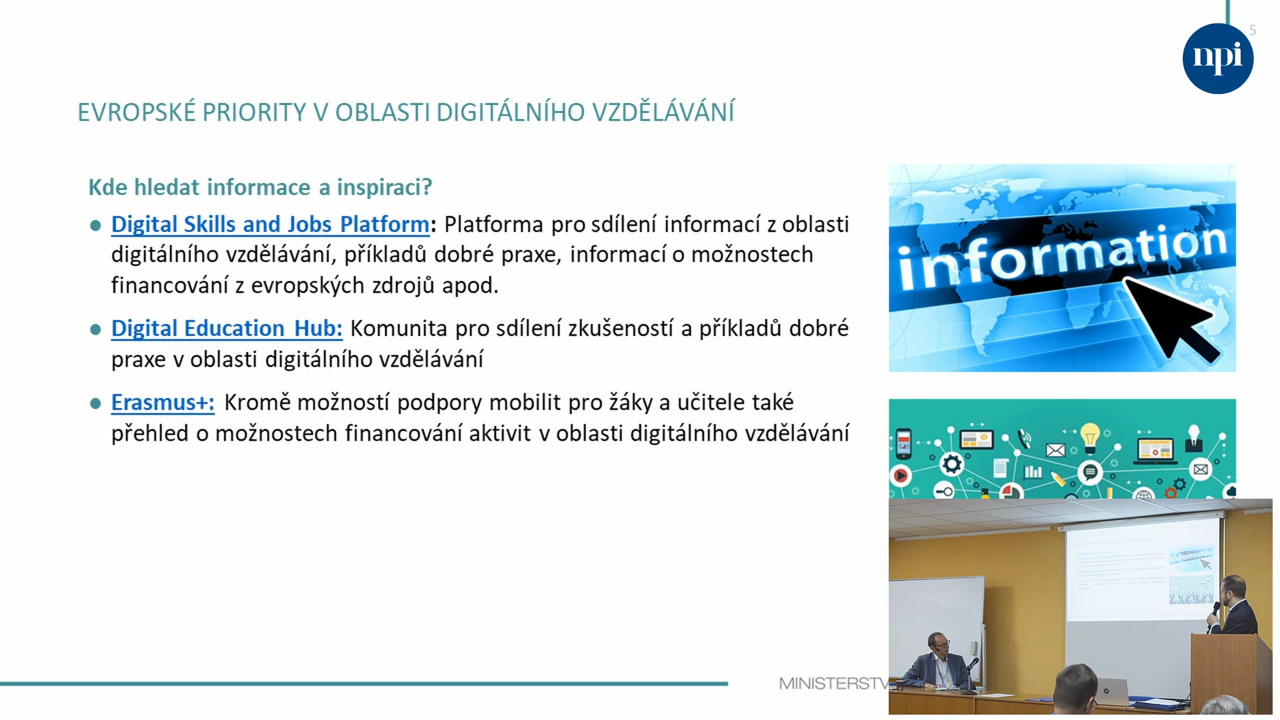 5
npi
EVROPSKÉ PRIORITY V OBLASTI DIGITÁLNÍHO VZDĚLÁVÁNÍ
Kde hledat informace a inspiraci?
● Digital Skills and Jobs Platform: Platforma pro sdílení informací z oblasti
digitálního vzdělávání, příkladů dobré praxe, informací o možnostech
financování z evropských zdrojů apod.
● Digital Education Hub: Komunita pro sdílení zkušeností a příkladů dobré
praxe v oblasti digitálního vzdělávání
● Erasmus+: Kromě možností podpory mobilit pro žáky a učitele také
přehled o možnostech financování aktivit v oblasti digitálního vzdělávání
information
MINISTERSTV